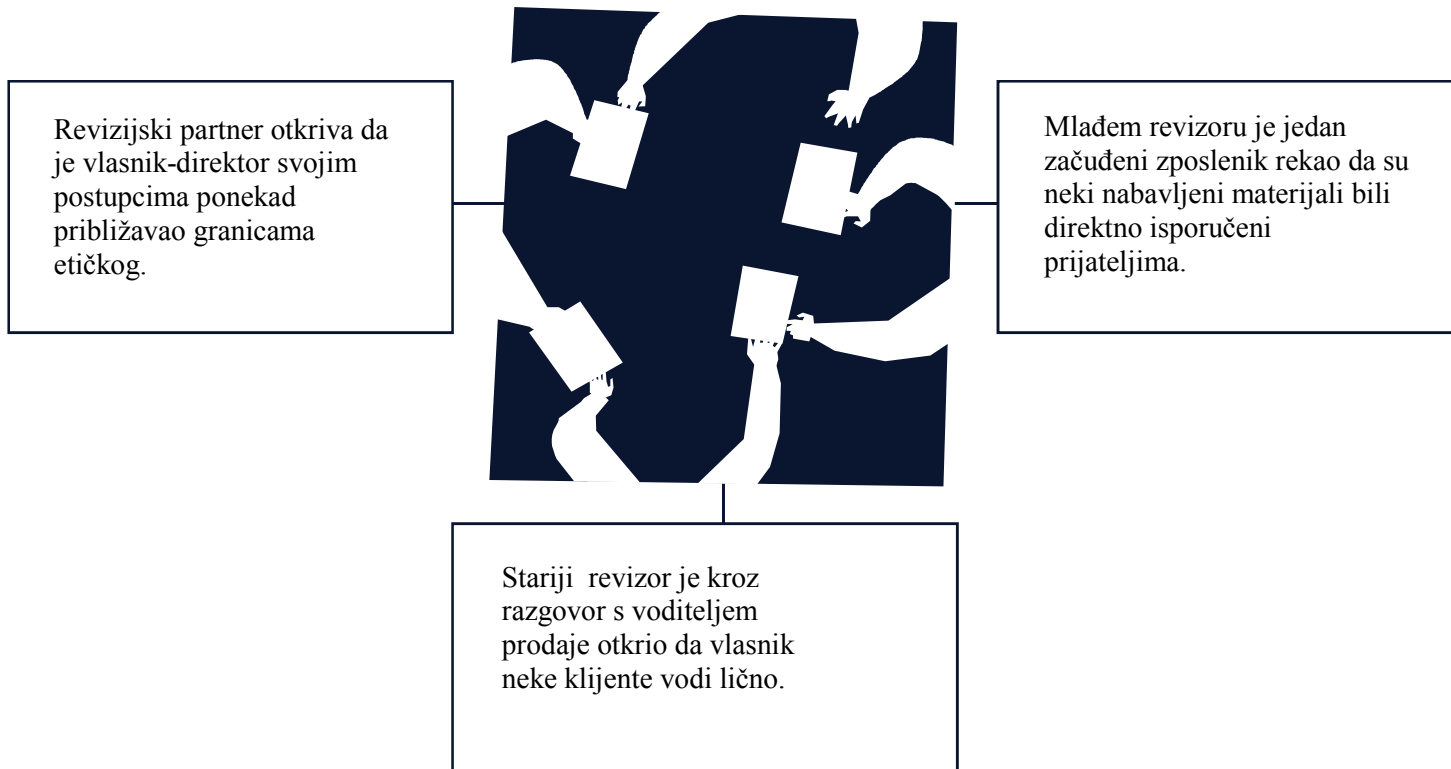 Revizijski partner otkriva da
je vlasnik-direktor svojim
postupcima ponekad
približavao granicama
etičkog.
Mlađem revizoru je jedan
začuđeni zposlenik rekao da su
neki nabavljeni materijali bili
direktno isporučeni
prijateljima.
Stariji  revizor je kroz
razgovor s voditeljem
prodaje otkrio da vlasnik
neke klijente vodi lično.